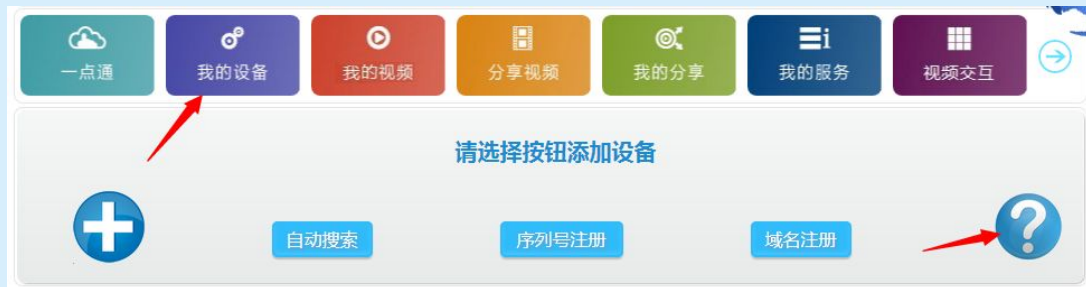 一点通
我的设备
我的视频
分享视频
我的分享
我的服务
视频交互
请选择按钮添加设备
自动搜索
序列号注册
域名注册